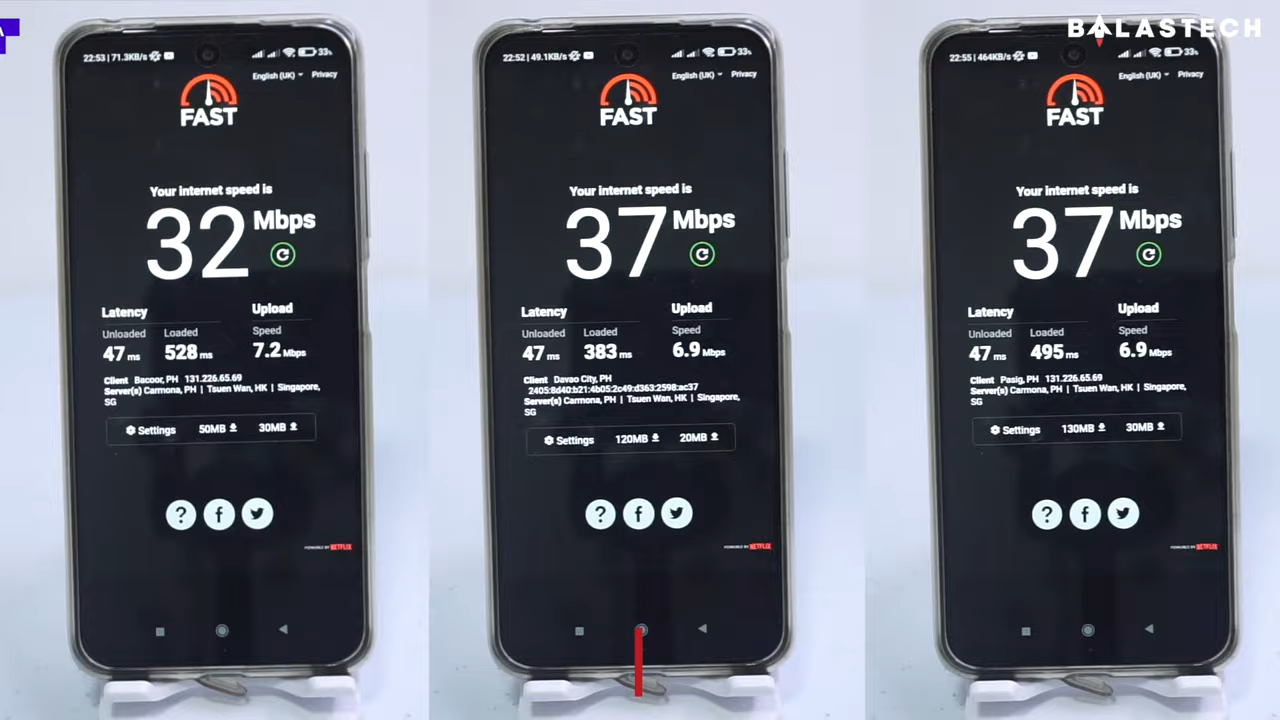 BALASTECH
22:53 | 71.3KB/s
33%
English (UK)
Privacy
FAST
Your internet speed is
32 Mbps
Latency
Upload
Unloaded
Loaded
Speed
47 ms
528 ms
7.2 Mbps
Client Bacoor, PH 131.226.65.69
Server(s) Carmona, PH | Tsuen Wan, HK | Singapore,
SG
Settings
50MB
30MB
POWERED BY NETFLIX
22:52 | 49.1KB/s
33%
English (UK)
Privacy
FAST
Your internet speed is
37 Mbps
Latency
Upload
Unloaded
Loaded
Speed
47 ms
383 ms
6.9 Mbps
Client Davao City, PH
2405:8d40:b21:4b05:2c49:d363:2598:ac37
Server(s) Carmona, PH | Tsuen Wan, HK | Singapore,
SG
Settings
120MB
20MB
POWERED BY NETFLIX
22:55 | 464KB/s
33%
English (UK)
Privacy
FAST
Your internet speed is
37 Mbps
Latency
Upload
Unloaded
Loaded
Speed
47 ms
495 ms
6.9 Mbps
Client Pasig, PH 131.226.65.69
Server(s) Carmona, PH | Tsuen Wan, HK | Singapore,
SG
Settings
130MB
30MB
POWERED BY NETFLIX